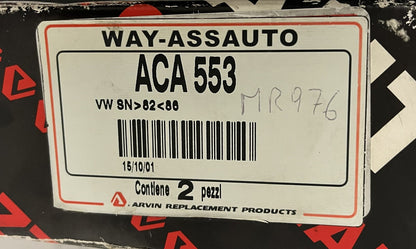 WAY-ASSAUTO
ACA 553
VW SN>82<86
MR976
15/10/01
Contiene 2 pezzi
ARVIN REPLACEMENT PRODUCTS